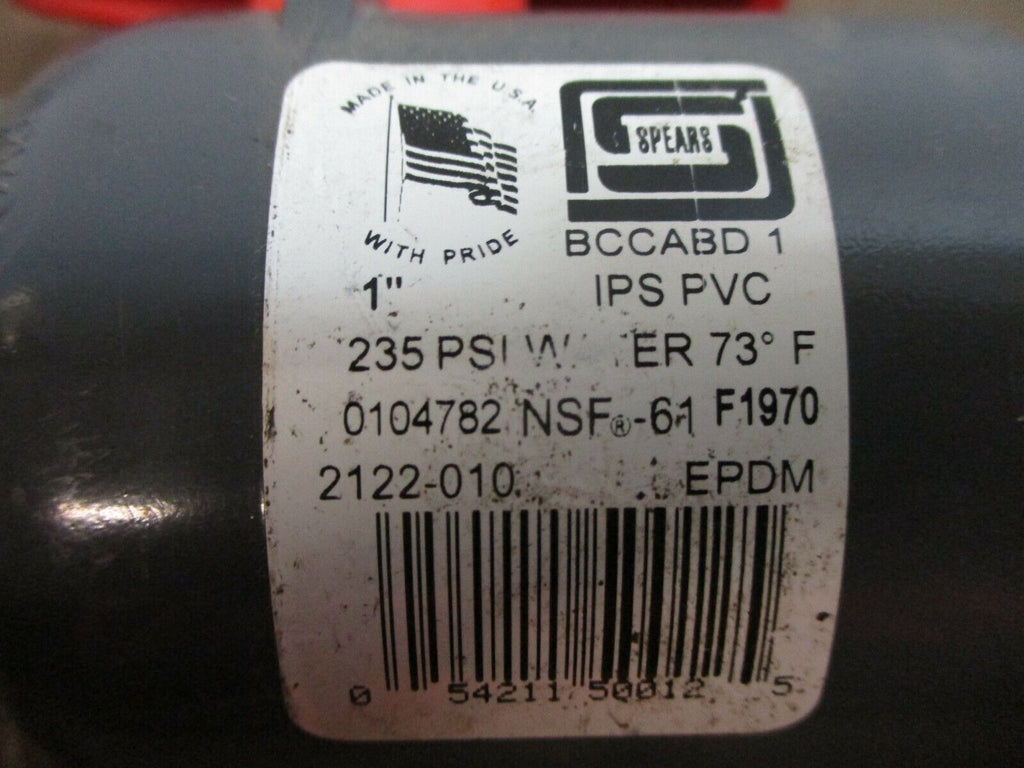 MADE IN THE U.S.A.
WITH PRIDE
SPEARS
BCCABD 1
1" IPS PVC
235 PSI W  ER 73° F
0104782 NSF®-61 F1970
2122-010 EPDM
0 54211 50012 5